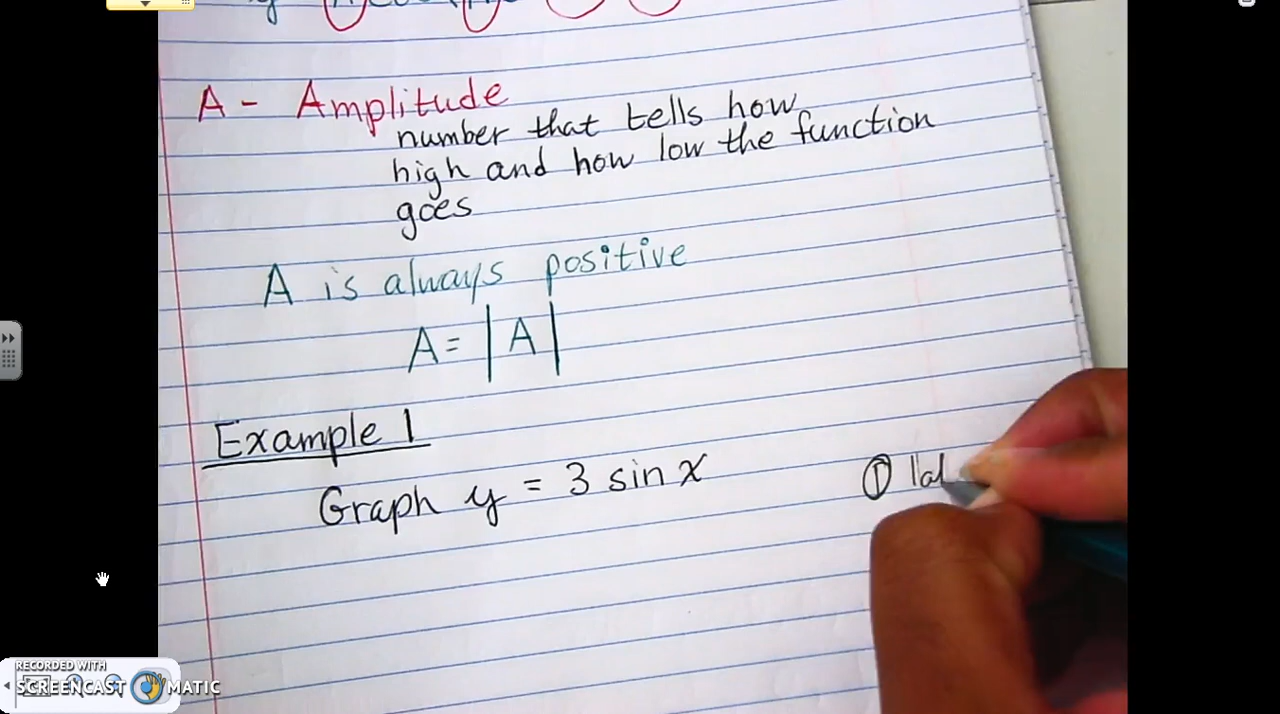 A - Amplitude
number that tells how
high and how low the function
goes
A is always positive
A = |A|
Example 1
Graph y = 3 sin x
①
RECORDED WITH
SCREENCAST MATIC